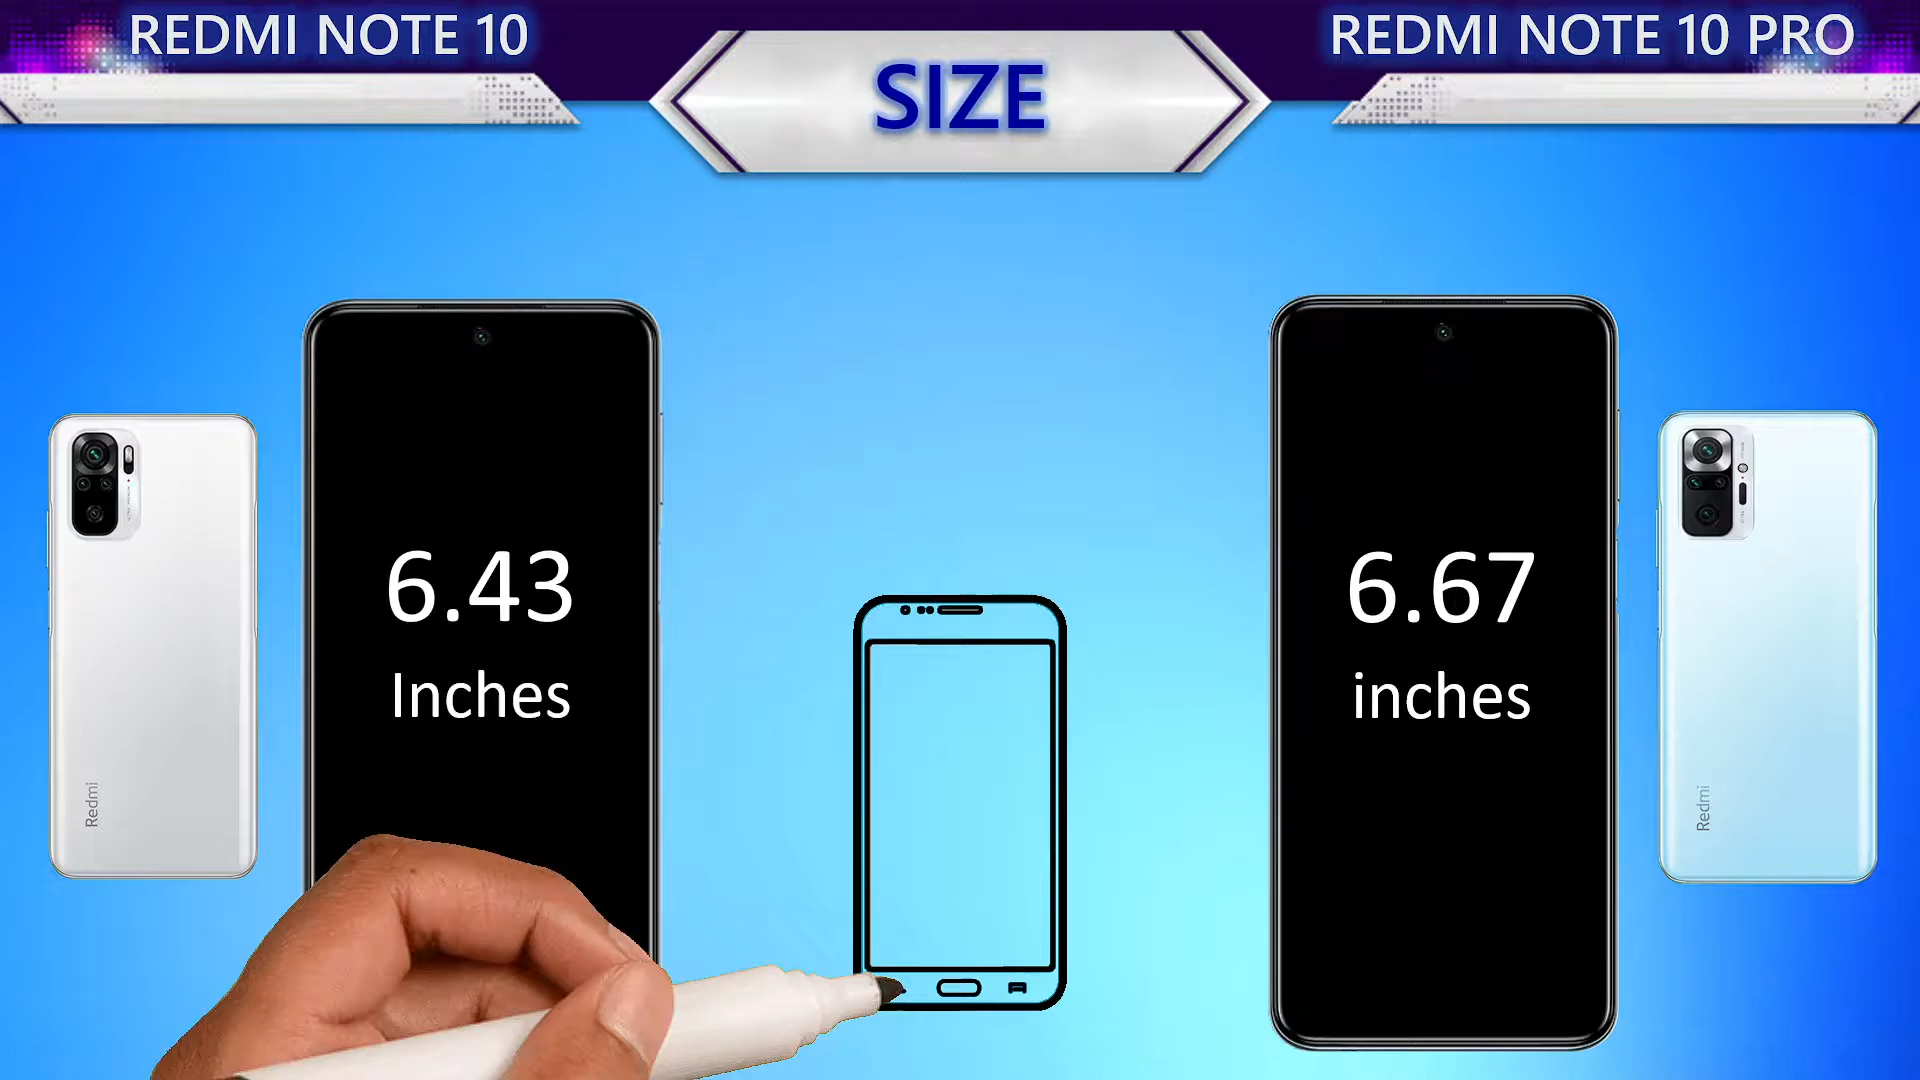 REDMI NOTE 10
SIZE
REDMI NOTE 10 PRO
6.43
Inches
6.67
inches
Redmi
Redmi